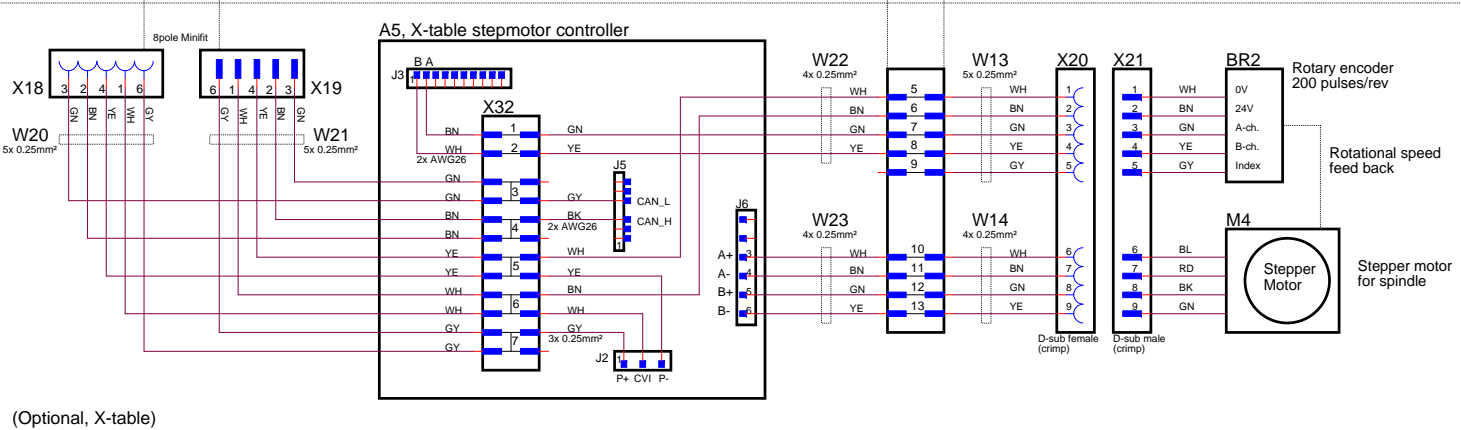 A5, X-table stepmotor controller
8pole Minifit
X18
3 2 4 1 6
GN BN YE WH GY
W20
5x 0.25mm²
X19
6 1 4 2 3
GY WH YE BN GN
W21
5x 0.25mm²
B A
J3
1
X32
BN 1 GN
WH 2 YE
2x AWG26
GN
3
GN GY
BN BK
4
2x AWG26
BN
YE WH
5
YE YE
WH BN
6
WH WH
GY GY
7
3x 0.25mm²
GY
J5
CAN_L
CAN_H
1
J2
1
P+ CVI P-
J6
A+ 3
A- 4
B+ 5
B- 6
W22
4x 0.25mm²
WH
BN
GN
YE
5
6
7
8
9
W13
5x 0.25mm²
WH
BN
GN
YE
GY
X20
1
2
3
4
5
X21
1 WH
2 BN
3 GN
4 YE
5 GY
BR2
0V
24V
A-ch.
B-ch.
Index
Rotary encoder
200 pulses/rev
Rotational speed
feed back
W23
4x 0.25mm²
WH
BN
GN
YE
10
11
12
13
W14
4x 0.25mm²
WH
BN
GN
YE
6
7
8
9
D-sub female
(crimp)
6 BL
7 RD
8 BK
9 GN
D-sub male
(crimp)
M4
Stepper
Motor
Stepper motor
for spindle
(Optional, X-table)